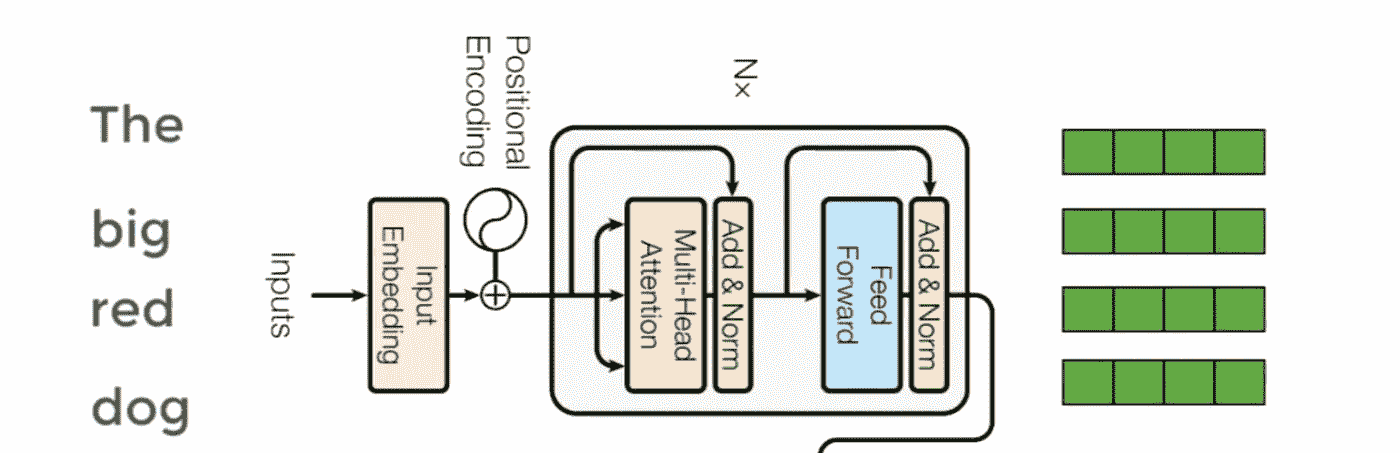 The
big
red
dog
Inputs
Input
Embedding
Positional
Encoding
Nx
Multi-Head
Attention
Add & Norm
Feed
Forward
Add & Norm